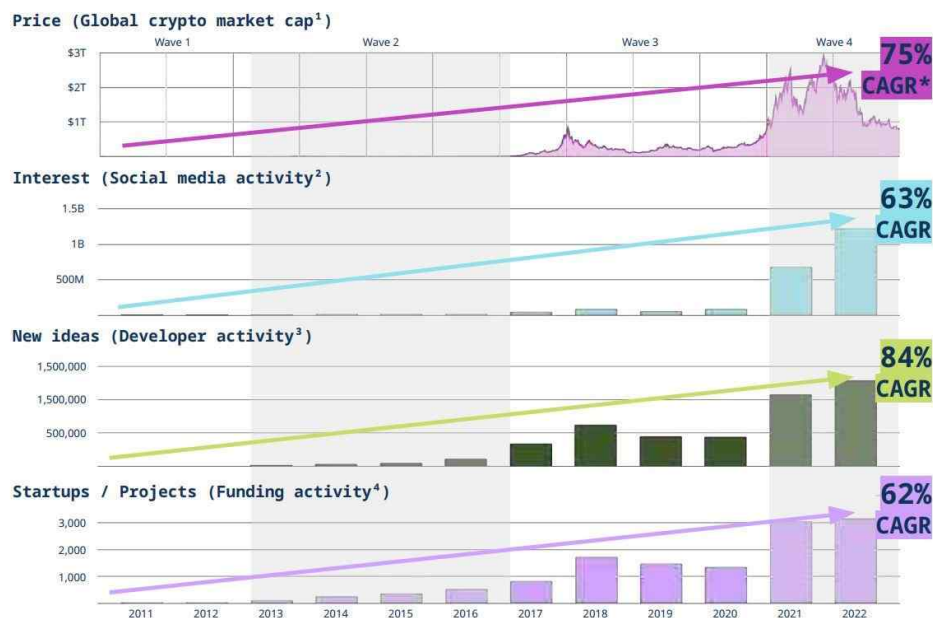 Price (Global crypto market cap¹)
Wave 1 Wave 2 Wave 3 Wave 4
$3T
$2T
$1T
75%
CAGR*
Interest (Social media activity²)
1.5B
1B
500M
63%
CAGR
New ideas (Developer activity³)
1,500,000
1,500,000
500,000
84%
CAGR
Startups / Projects (Funding activity⁴)
3,000
2,000
1,000
62%
CAGR
2011 2012 2013 2014 2015 2016 2017 2018 2019 2020 2021 2022